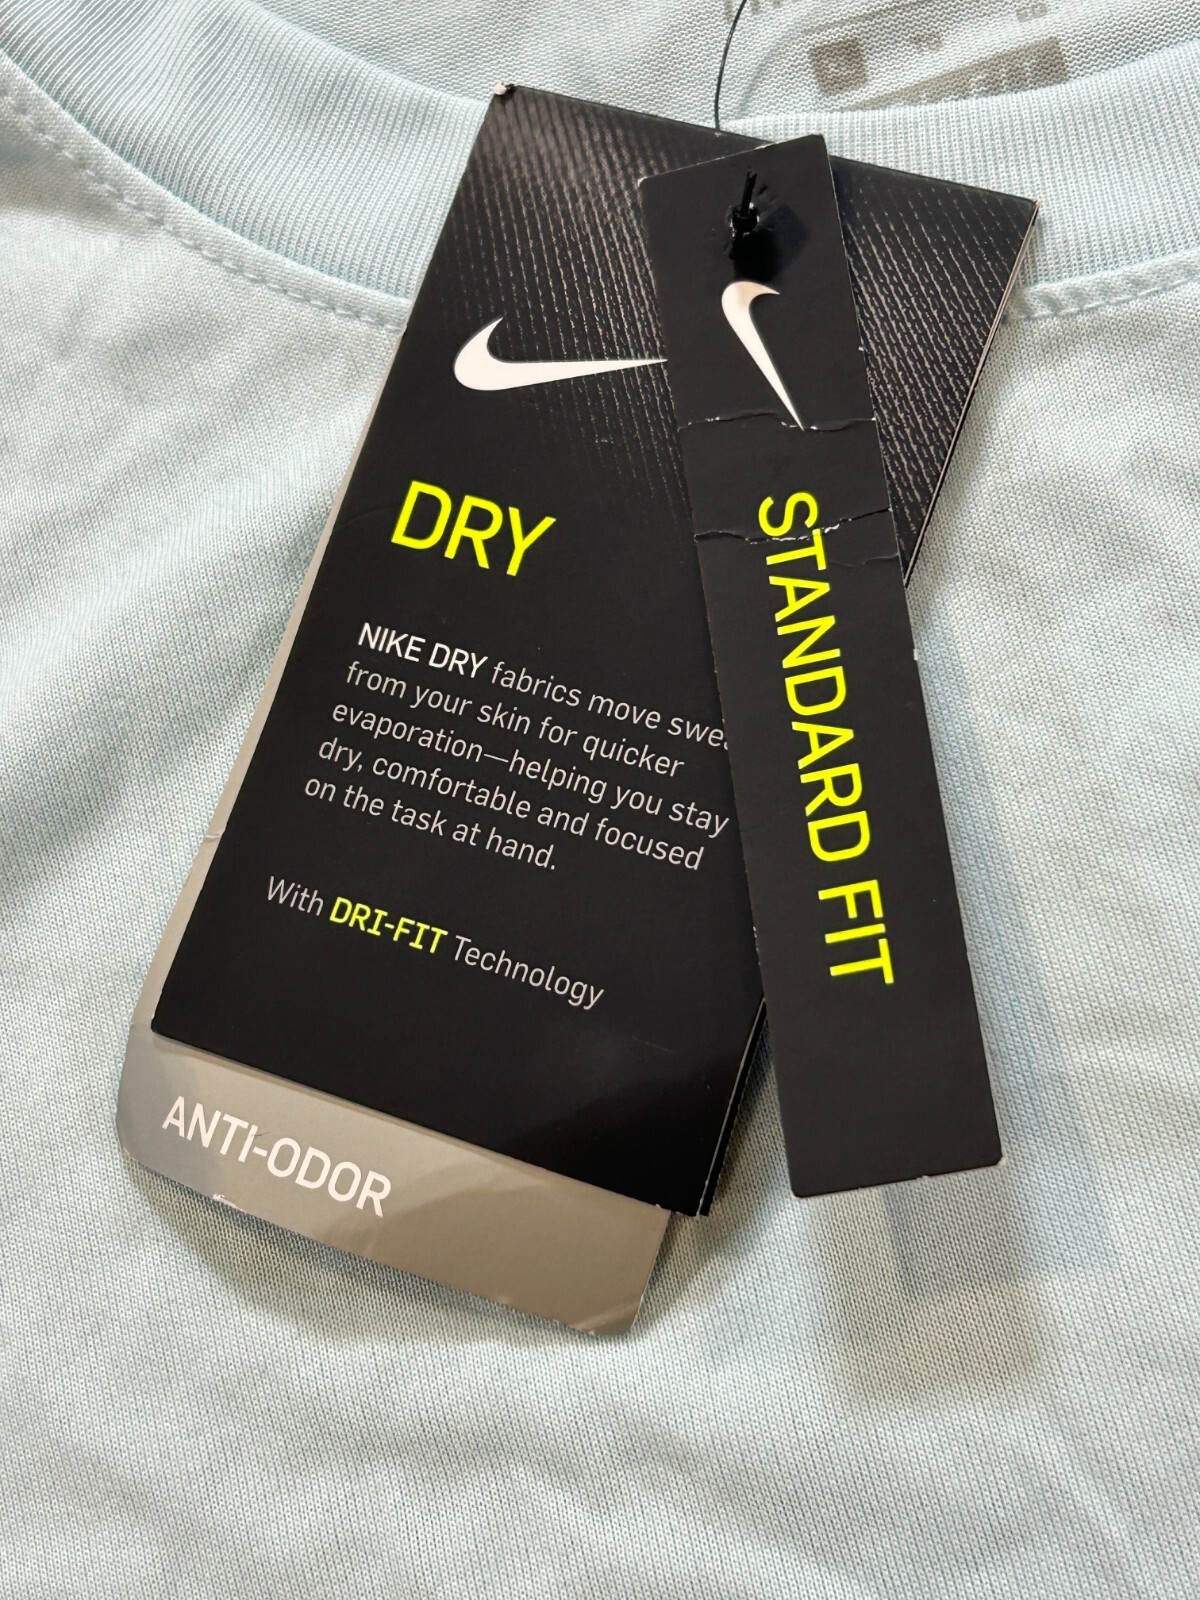 DRY
NIKE DRY fabrics move
from your skin for quicker
evaporation—helping you stay
dry, comfortable and focused
on the task at hand.
With DRI-FIT Technology
ANTI-ODOR
STANDARD FIT